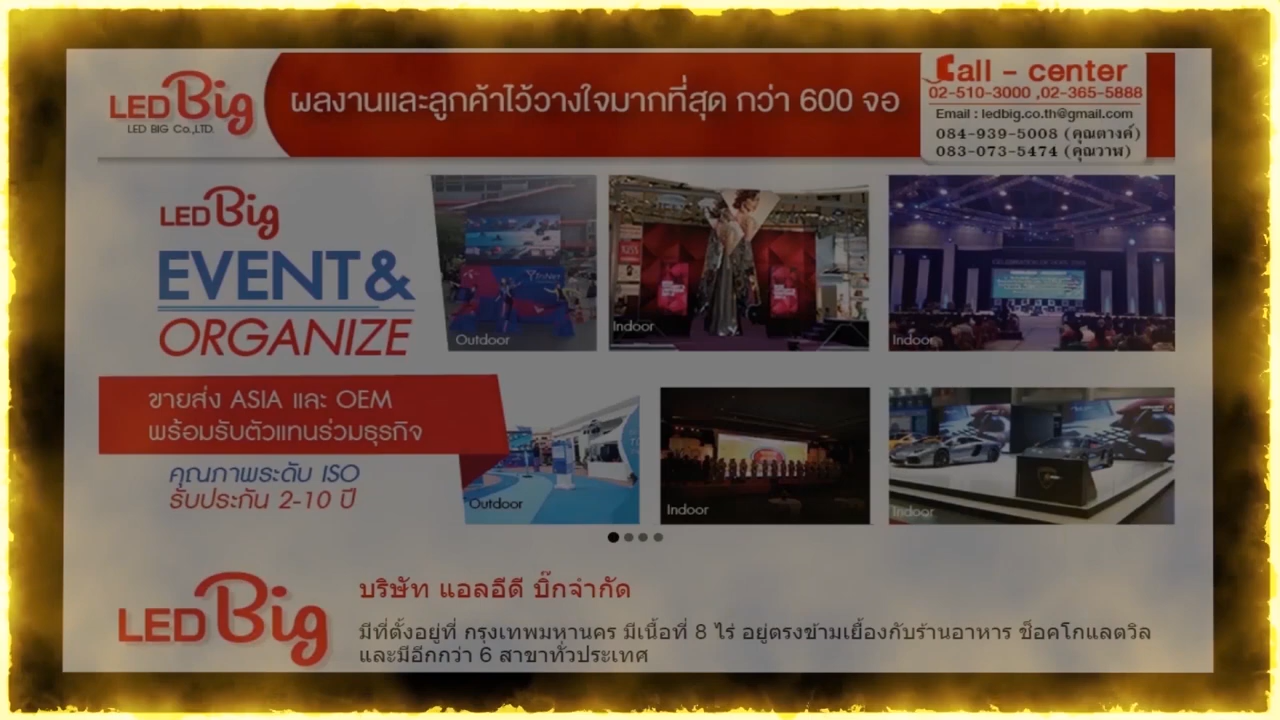 LED Big
LED BIG Co.,LTD.
ผลงานและลูกค้าไว้วางใจมากที่สุด กว่า 600 จอ
Call - center
02-510-3000 ,02-365-5888
Email : ledbig.co.th@gmail.com
084-939-5008 (คุณตางค์)
083-073-5474 (คุณวาฬ)
LED Big
EVENT&
ORGANIZE
Outdoor
Indoor
Indoor
ขายส่ง ASIA และ OEM
พร้อมรับตัวแทนร่วมธุรกิจ
คุณภาพระดับ ISO
รับประกัน 2-10 ปี
Outdoor
Indoor
Indoor
LED Big
บริษัท แอลอีดี บิ๊กจำกัด
มีที่ตั้งอยู่ที่ กรุงเทพมหานคร มีเนื้อที่ 8 ไร่ อยู่ตรงข้ามเยื้องกับร้านอาหาร ช็อคโกแลตวิล
และมีอีกกว่า 6 สาขาทั่วประเทศ